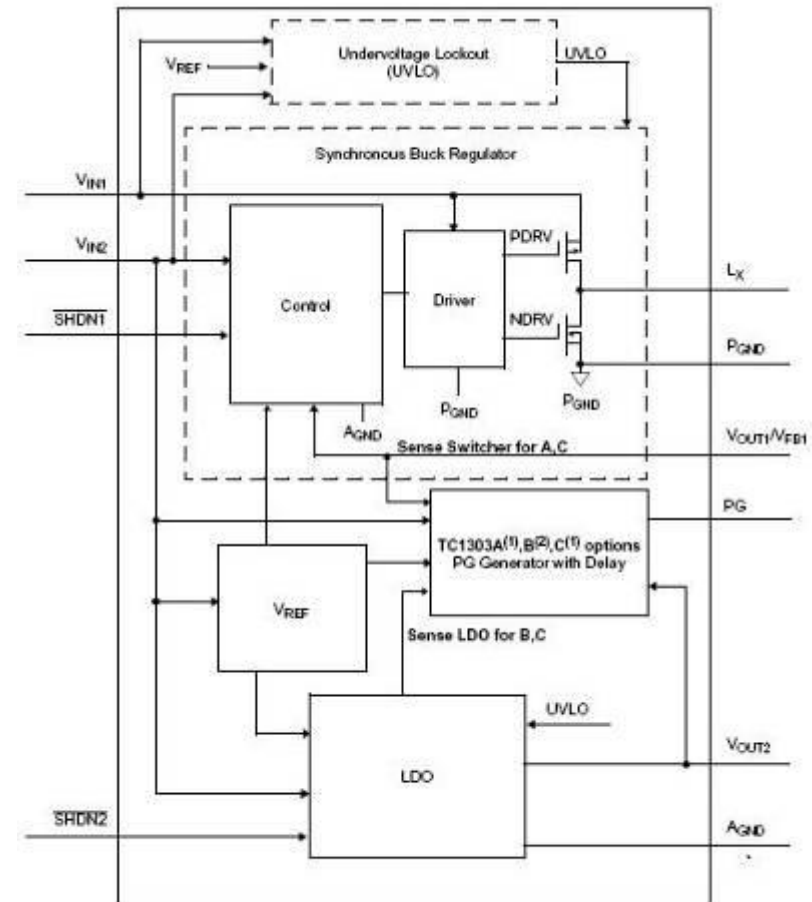 Undervoltage Lockout
(UVLO)
UVLO
VREF
Synchronous Buck Regulator
VIN1
VIN2
PDRV
LX
Control
Driver
SHDN1
NDRV
PGND
PGND
PGND
AGND
Sense Switcher for A,C
VOUT1/VFB1
PG
TC1303A(1),B(2),C(1) options
PG Generator with Delay
VREF
Sense LDO for B,C
UVLO
VOUT2
LDO
SHDN2
AGND